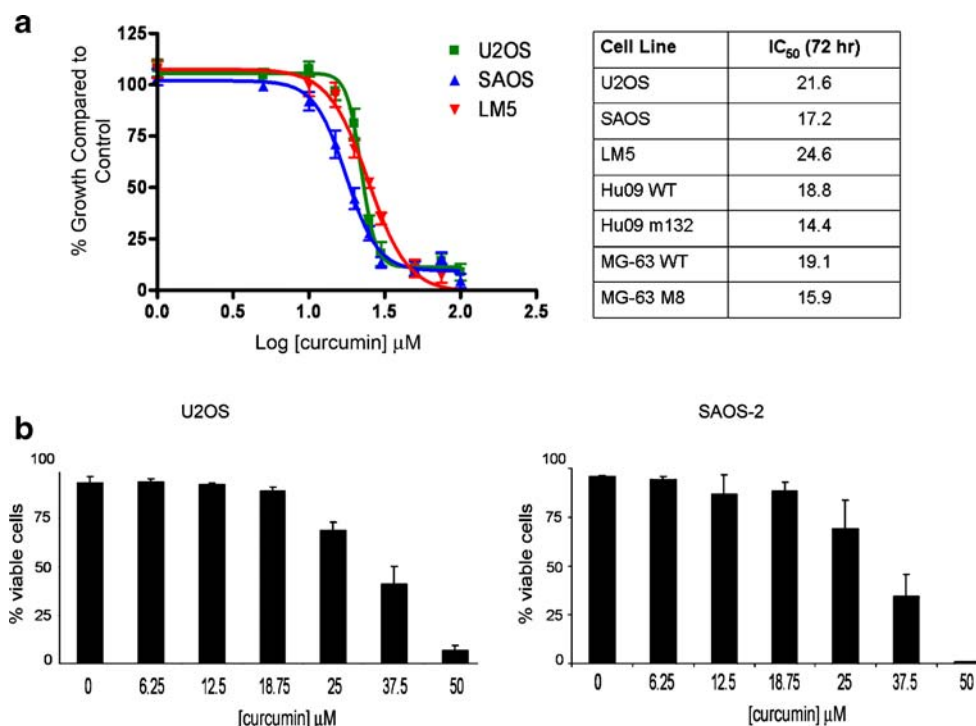 a
125
100
75
50
25
0
% Growth Compared to
Control
0.0 0.5 1.0 1.5 2.0 2.5
Log [curcumin] μM
U2OS
SAOS
LM5
Cell Line IC50 (72 hr)
U2OS 21.6
SAOS 17.2
LM5 24.6
Hu09 WT 18.8
Hu09 m132 14.4
MG-63 WT 19.1
MG-63 M8 15.9
b
U2OS
100
75
50
25
0
% viable cells
0 6.25 12.5 18.75 25 37.5 50
[curcumin] μM
SAOS-2
100
75
50
25
0
% viable cells
0 6.25 12.5 18.75 25 37.5 50
[curcumin] μM